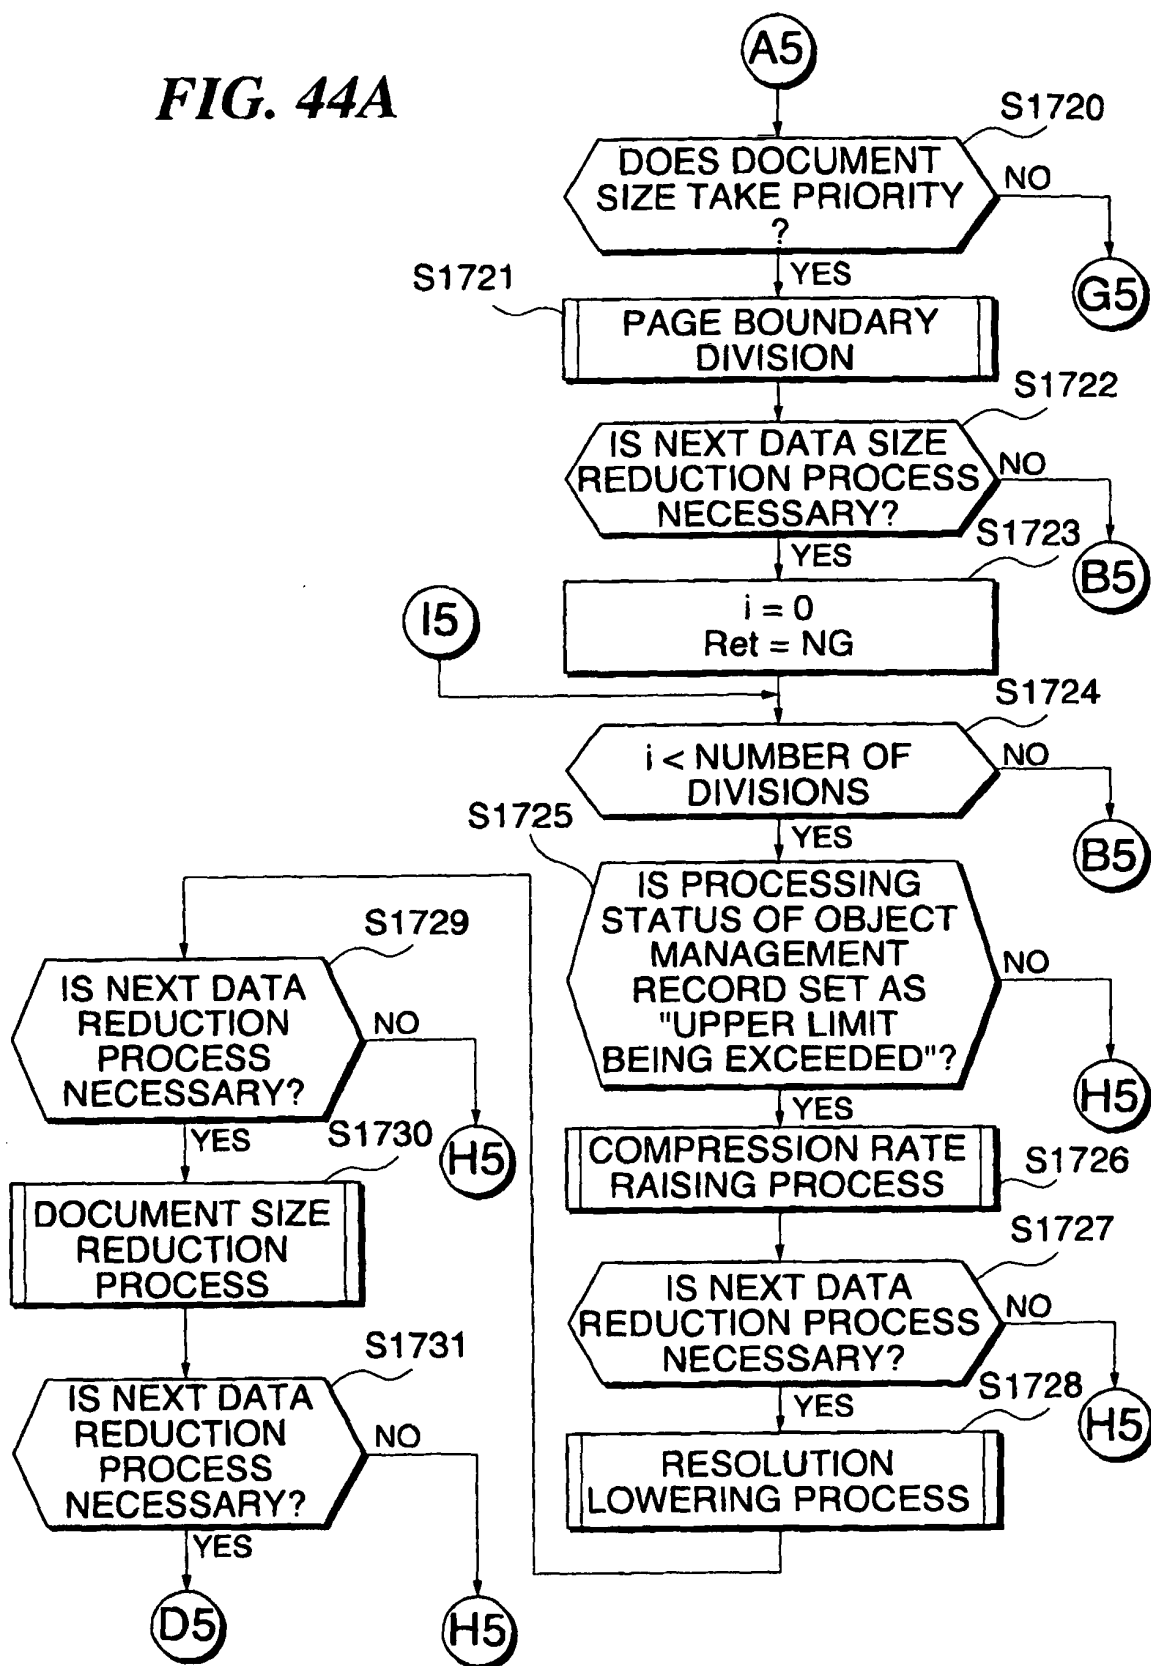 FIG. 44A
A5
S1720
DOES DOCUMENT
SIZE TAKE PRIORITY
?
NO
G5
YES
S1721
PAGE BOUNDARY
DIVISION
S1722
IS NEXT DATA SIZE
REDUCTION PROCESS
NECESSARY?
NO
B5
YES
S1723
i = 0
Ret = NG
I5
S1724
i < NUMBER OF
DIVISIONS
NO
B5
YES
S1725
IS PROCESSING
STATUS OF OBJECT
MANAGEMENT
RECORD SET AS
"UPPER LIMIT
BEING EXCEEDED"?
NO
H5
YES
COMPRESSION RATE
RAISING PROCESS
S1726
S1727
IS NEXT DATA
REDUCTION PROCESS
NECESSARY?
NO
H5
YES
S1728
RESOLUTION
LOWERING PROCESS
S1729
IS NEXT DATA
REDUCTION
PROCESS
NECESSARY?
NO
H5
YES
S1730
DOCUMENT SIZE
REDUCTION
PROCESS
S1731
IS NEXT DATA
REDUCTION
PROCESS
NECESSARY?
NO
H5
YES
D5